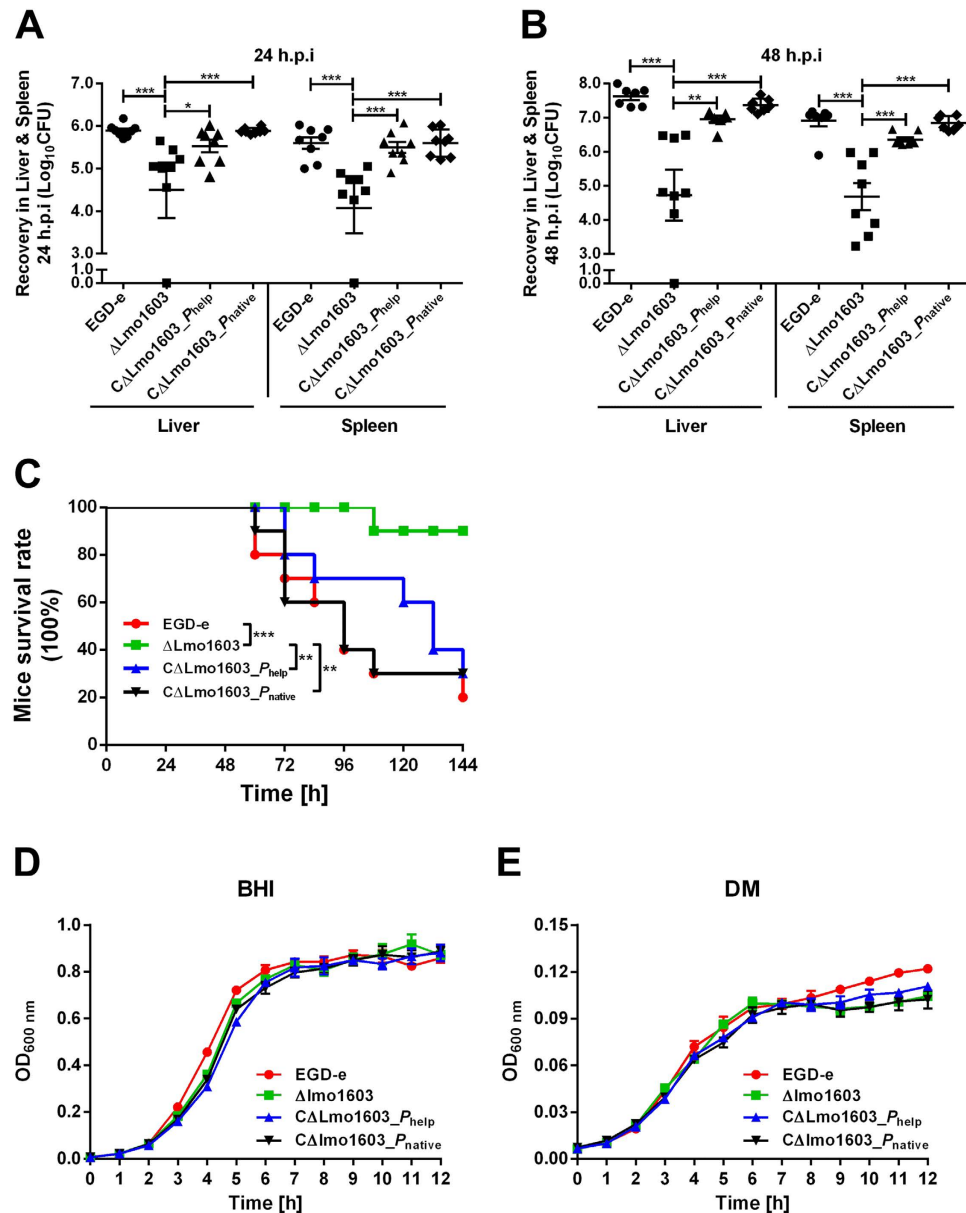 A
24 h.p.i
Recovery in Liver & Spleen
24 h.p.i (Log10CFU)
7.0
6.0
5.0
4.0
3.0
1.0
0.0
***
*
***
***
***
***
EGD-e
ΔLmo1603
CΔLmo1603_Phelp
CΔLmo1603_Pnative
EGD-e
ΔLmo1603
CΔLmo1603_Phelp
CΔLmo1603_Pnative
Liver
Spleen
B
48 h.p.i
Recovery in Liver & Spleen
48 h.p.i (Log10CFU)
8.0
7.0
6.0
5.0
4.0
3.0
1.0
0.0
***
**
***
***
***
***
EGD-e
ΔLmo1603
CΔLmo1603_Phelp
CΔLmo1603_Pnative
EGD-e
ΔLmo1603
CΔLmo1603_Phelp
CΔLmo1603_Pnative
Liver
Spleen
C
Mice survival rate
(100%)
100
80
60
40
20
0
EGD-e
ΔLmo1603
CΔLmo1603_Phelp
CΔLmo1603_Pnative
***
**
**
0 24 48 72 96 120 144
Time [h]
D
BHI
OD600 nm
1.0
0.8
0.6
0.4
0.2
0.0
EGD-e
Δlmo1603
CΔLmo1603_Phelp
CΔlmo1603_Pnative
0 1 2 3 4 5 6 7 8 9 10 11 12
Time [h]
E
DM
OD600 nm
0.15
0.12
0.09
0.06
0.03
0.00
EGD-e
Δlmo1603
CΔLmo1603_Phelp
CΔlmo1603_Pnative
0 1 2 3 4 5 6 7 8 9 10 11 12
Time [h]